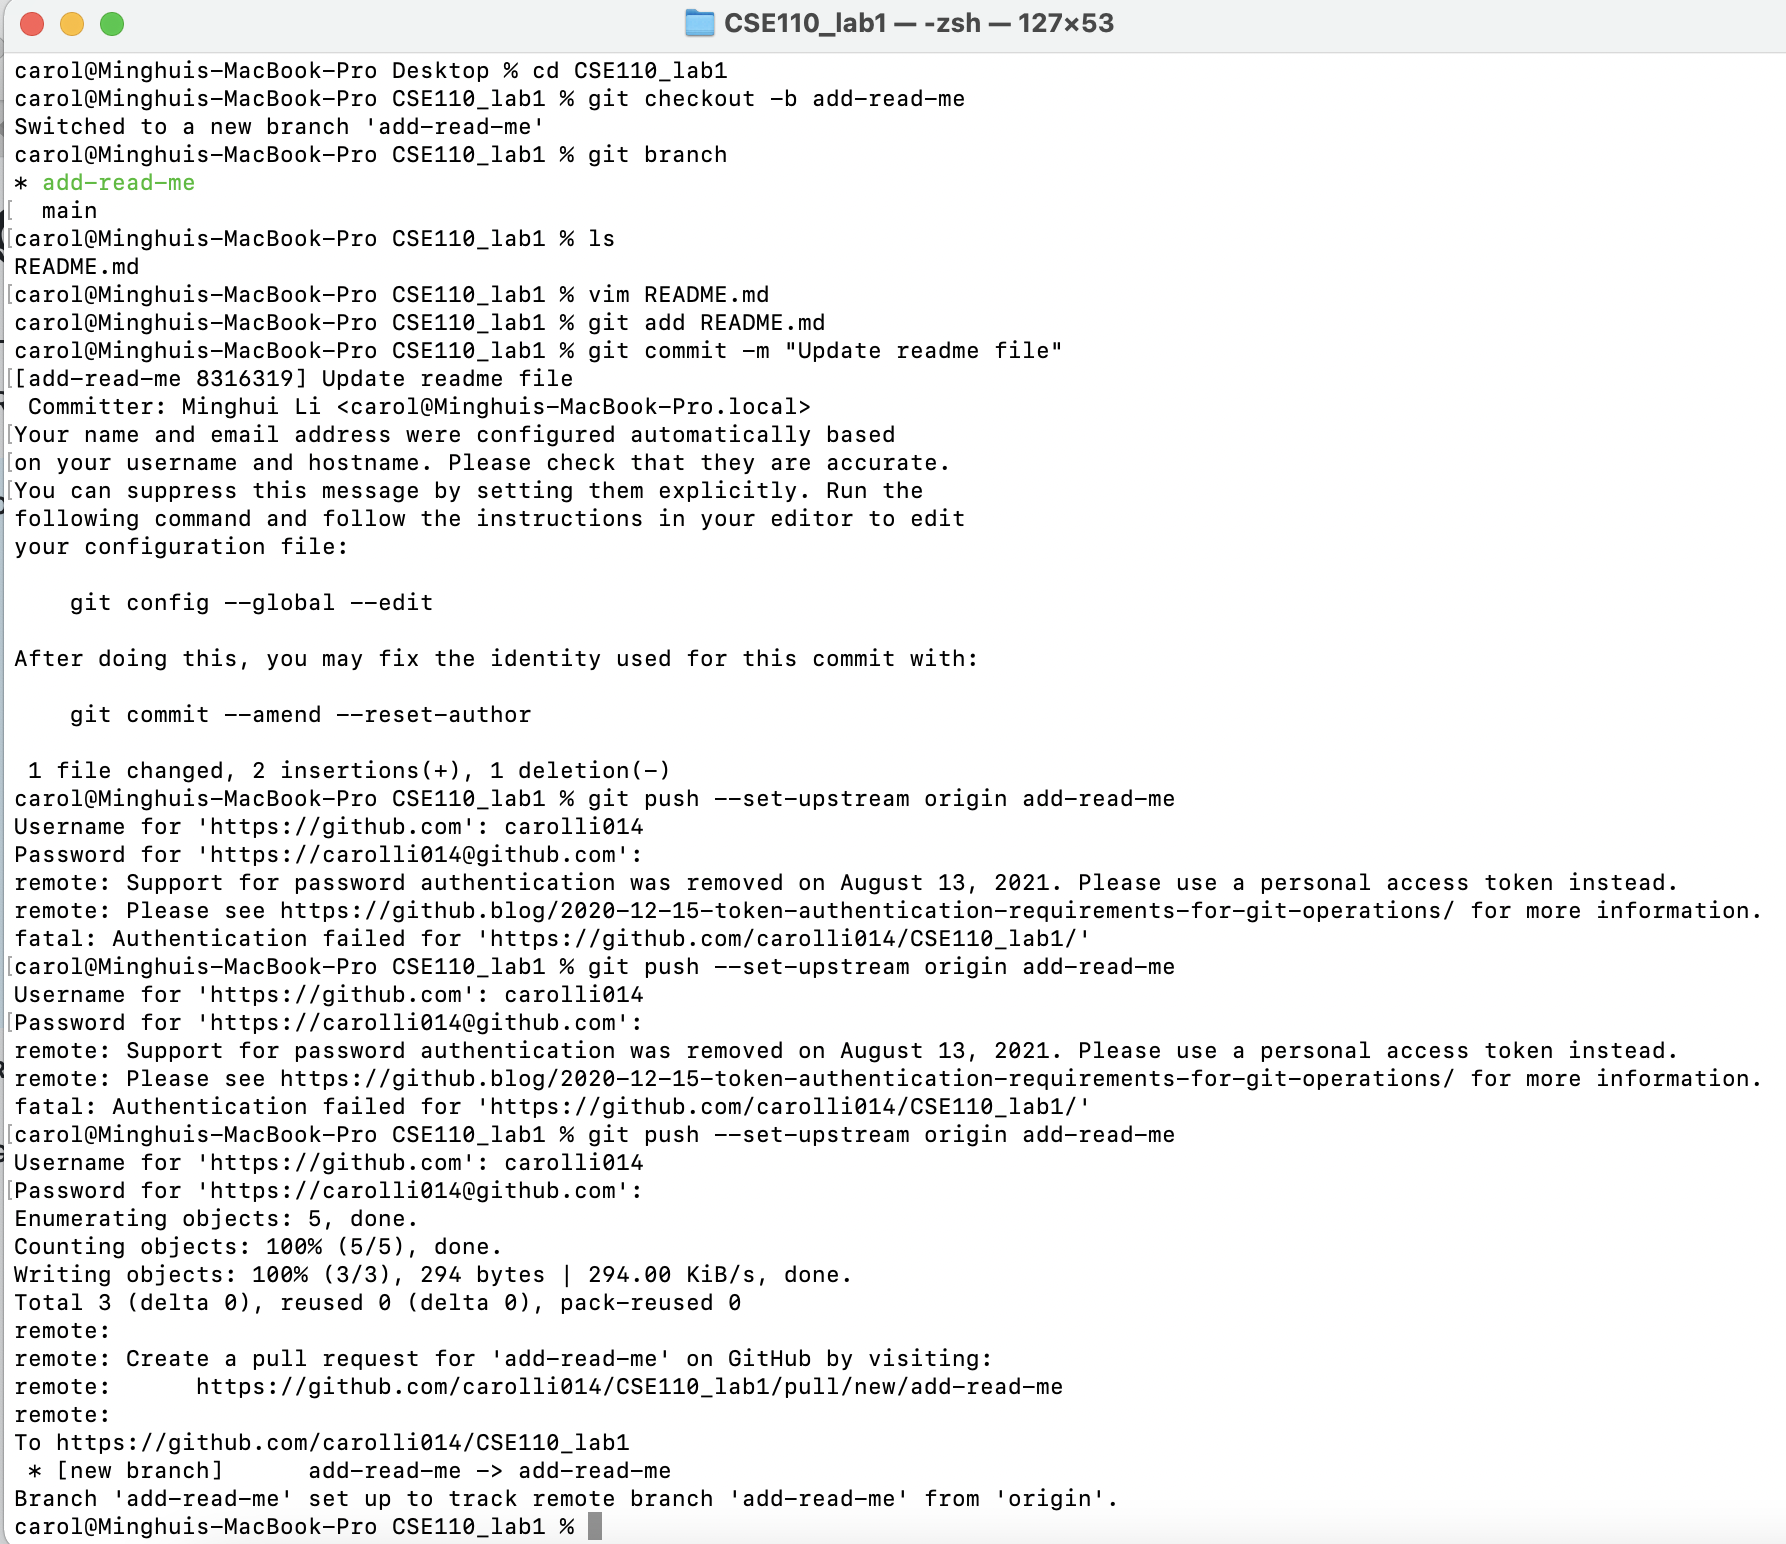 CSE110_lab1 — -zsh — 127×53
carol@Minghuis-MacBook-Pro Desktop % cd CSE110_lab1
carol@Minghuis-MacBook-Pro CSE110_lab1 % git checkout -b add-read-me
Switched to a new branch 'add-read-me'
carol@Minghuis-MacBook-Pro CSE110_lab1 % git branch
* add-read-me
[  main
[carol@Minghuis-MacBook-Pro CSE110_lab1 % ls
README.md
[carol@Minghuis-MacBook-Pro CSE110_lab1 % vim README.md
carol@Minghuis-MacBook-Pro CSE110_lab1 % git add README.md
carol@Minghuis-MacBook-Pro CSE110_lab1 % git commit -m "Update readme file"
[[add-read-me 8316319] Update readme file
 Committer: Minghui Li <carol@Minghuis-MacBook-Pro.local>
[Your name and email address were configured automatically based
[on your username and hostname. Please check that they are accurate.
[You can suppress this message by setting them explicitly. Run the
following command and follow the instructions in your editor to edit
your configuration file:

    git config --global --edit

After doing this, you may fix the identity used for this commit with:

    git commit --amend --reset-author

 1 file changed, 2 insertions(+), 1 deletion(-)
carol@Minghuis-MacBook-Pro CSE110_lab1 % git push --set-upstream origin add-read-me
Username for 'https://github.com': carolli014
Password for 'https://carolli014@github.com':
remote: Support for password authentication was removed on August 13, 2021. Please use a personal access token instead.
remote: Please see https://github.blog/2020-12-15-token-authentication-requirements-for-git-operations/ for more information.
fatal: Authentication failed for 'https://github.com/carolli014/CSE110_lab1/'
[carol@Minghuis-MacBook-Pro CSE110_lab1 % git push --set-upstream origin add-read-me
Username for 'https://github.com': carolli014
[Password for 'https://carolli014@github.com':
remote: Support for password authentication was removed on August 13, 2021. Please use a personal access token instead.
remote: Please see https://github.blog/2020-12-15-token-authentication-requirements-for-git-operations/ for more information.
fatal: Authentication failed for 'https://github.com/carolli014/CSE110_lab1/'
[carol@Minghuis-MacBook-Pro CSE110_lab1 % git push --set-upstream origin add-read-me
Username for 'https://github.com': carolli014
[Password for 'https://carolli014@github.com':
Enumerating objects: 5, done.
Counting objects: 100% (5/5), done.
Writing objects: 100% (3/3), 294 bytes | 294.00 KiB/s, done.
Total 3 (delta 0), reused 0 (delta 0), pack-reused 0
remote:
remote: Create a pull request for 'add-read-me' on GitHub by visiting:
remote:      https://github.com/carolli014/CSE110_lab1/pull/new/add-read-me
remote:
To https://github.com/carolli014/CSE110_lab1
 * [new branch]      add-read-me -> add-read-me
Branch 'add-read-me' set up to track remote branch 'add-read-me' from 'origin'.
carol@Minghuis-MacBook-Pro CSE110_lab1 %